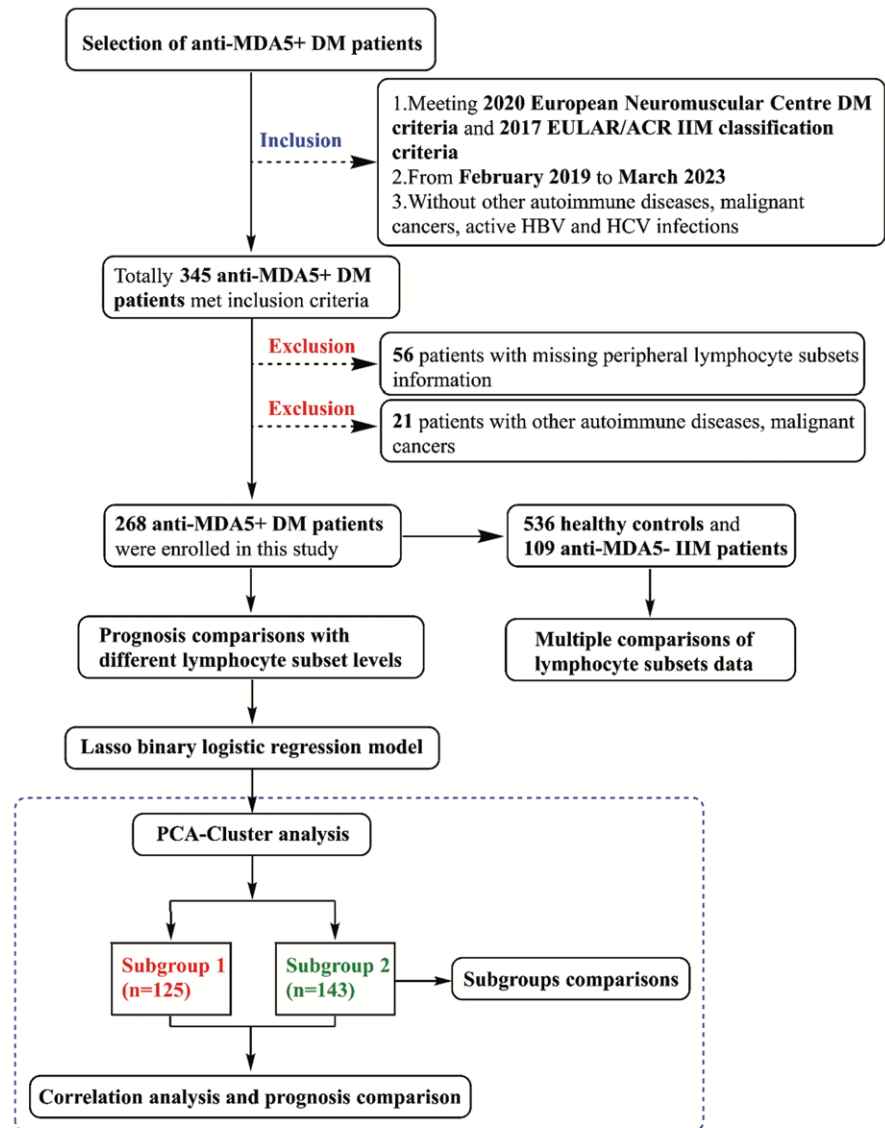 Selection of anti-MDA5+ DM patients
Inclusion
1.Meeting 2020 European Neuromuscular Centre DM
criteria and 2017 EULAR/ACR IIM classification
criteria
2.From February 2019 to March 2023
3.Without other autoimmune diseases, malignant
cancers, active HBV and HCV infections
Totally 345 anti-MDA5+ DM
patients met inclusion criteria
Exclusion
56 patients with missing peripheral lymphocyte subsets
information
Exclusion
21 patients with other autoimmune diseases, malignant
cancers
268 anti-MDA5+ DM patients
were enrolled in this study
536 healthy controls and
109 anti-MDA5- IIM patients
Prognosis comparisons with
different lymphocyte subset levels
Multiple comparisons of
lymphocyte subsets data
Lasso binary logistic regression model
PCA-Cluster analysis
Subgroup 1
(n=125)
Subgroup 2
(n=143)
Subgroups comparisons
Correlation analysis and prognosis comparison